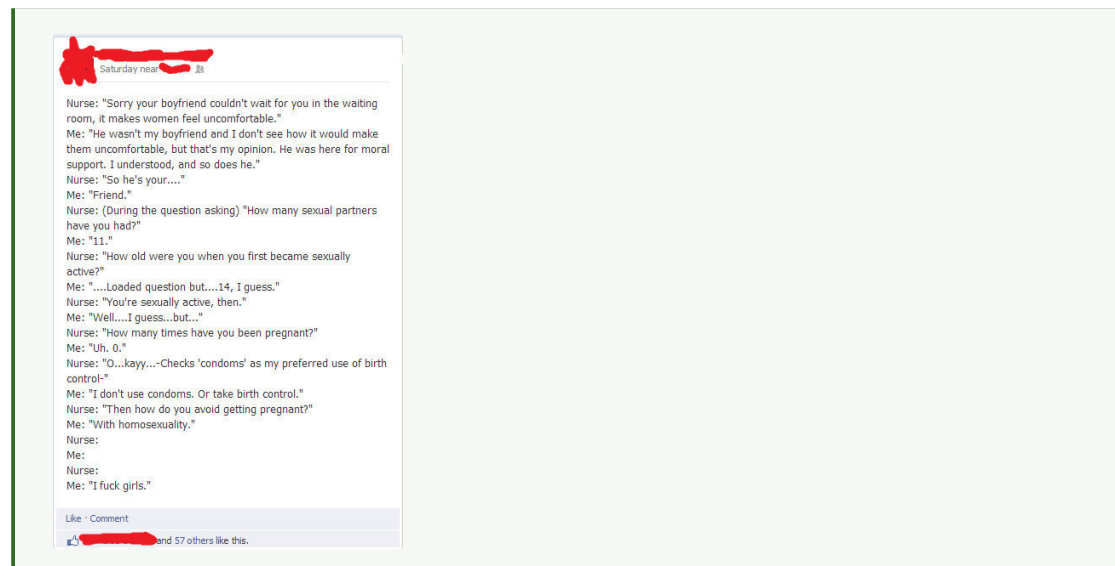 Saturday near
Nurse: "Sorry your boyfriend couldn't wait for you in the waiting
room, it makes women feel uncomfortable."
Me: "He wasn't my boyfriend and I don't see how it would make
them uncomfortable, but that's my opinion. He was here for moral
support. I understood, and so does he."
Nurse: "So he's your...."
Me: "Friend."
Nurse: (During the question asking) "How many sexual partners
have you had?"
Me: "11."
Nurse: "How old were you when you first became sexually
active?"
Me: "....Loaded question but....14, I guess."
Nurse: "You're sexually active, then."
Me: "Well....I guess...but..."
Nurse: "How many times have you been pregnant?"
Me: "Uh. 0."
Nurse: "O...kayy...-Checks 'condoms' as my preferred use of birth
control-"
Me: "I don't use condoms. Or take birth control."
Nurse: "Then how do you avoid getting pregnant?"
Me: "With homosexuality."
Nurse:
Me:
Nurse:
Me: "I fuck girls."
Like · Comment
and 57 others like this.